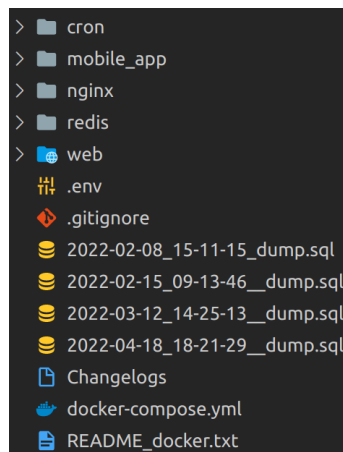 cron
mobile_app
nginx
redis
web
.env
.gitignore
2022-02-08_15-11-15_dump.sql
2022-02-15_09-13-46__dump.sql
2022-03-12_14-25-13__dump.sql
2022-04-18_18-21-29__dump.sql
Changelogs
docker-compose.yml
README_docker.txt